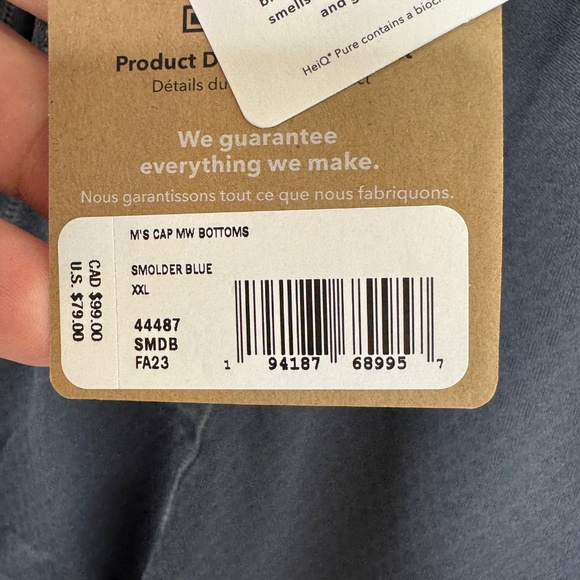 smells
and
HeiQ® Pure contains a
Product
Détails du
We guarantee
everything we make.
Nous garantissons tout ce que nous fabriquons.
CAD $99.00
U.S. $79.00
M'S CAP MW BOTTOMS
SMOLDER BLUE
XXL
44487
SMDB
FA23
1 94187 68995 7